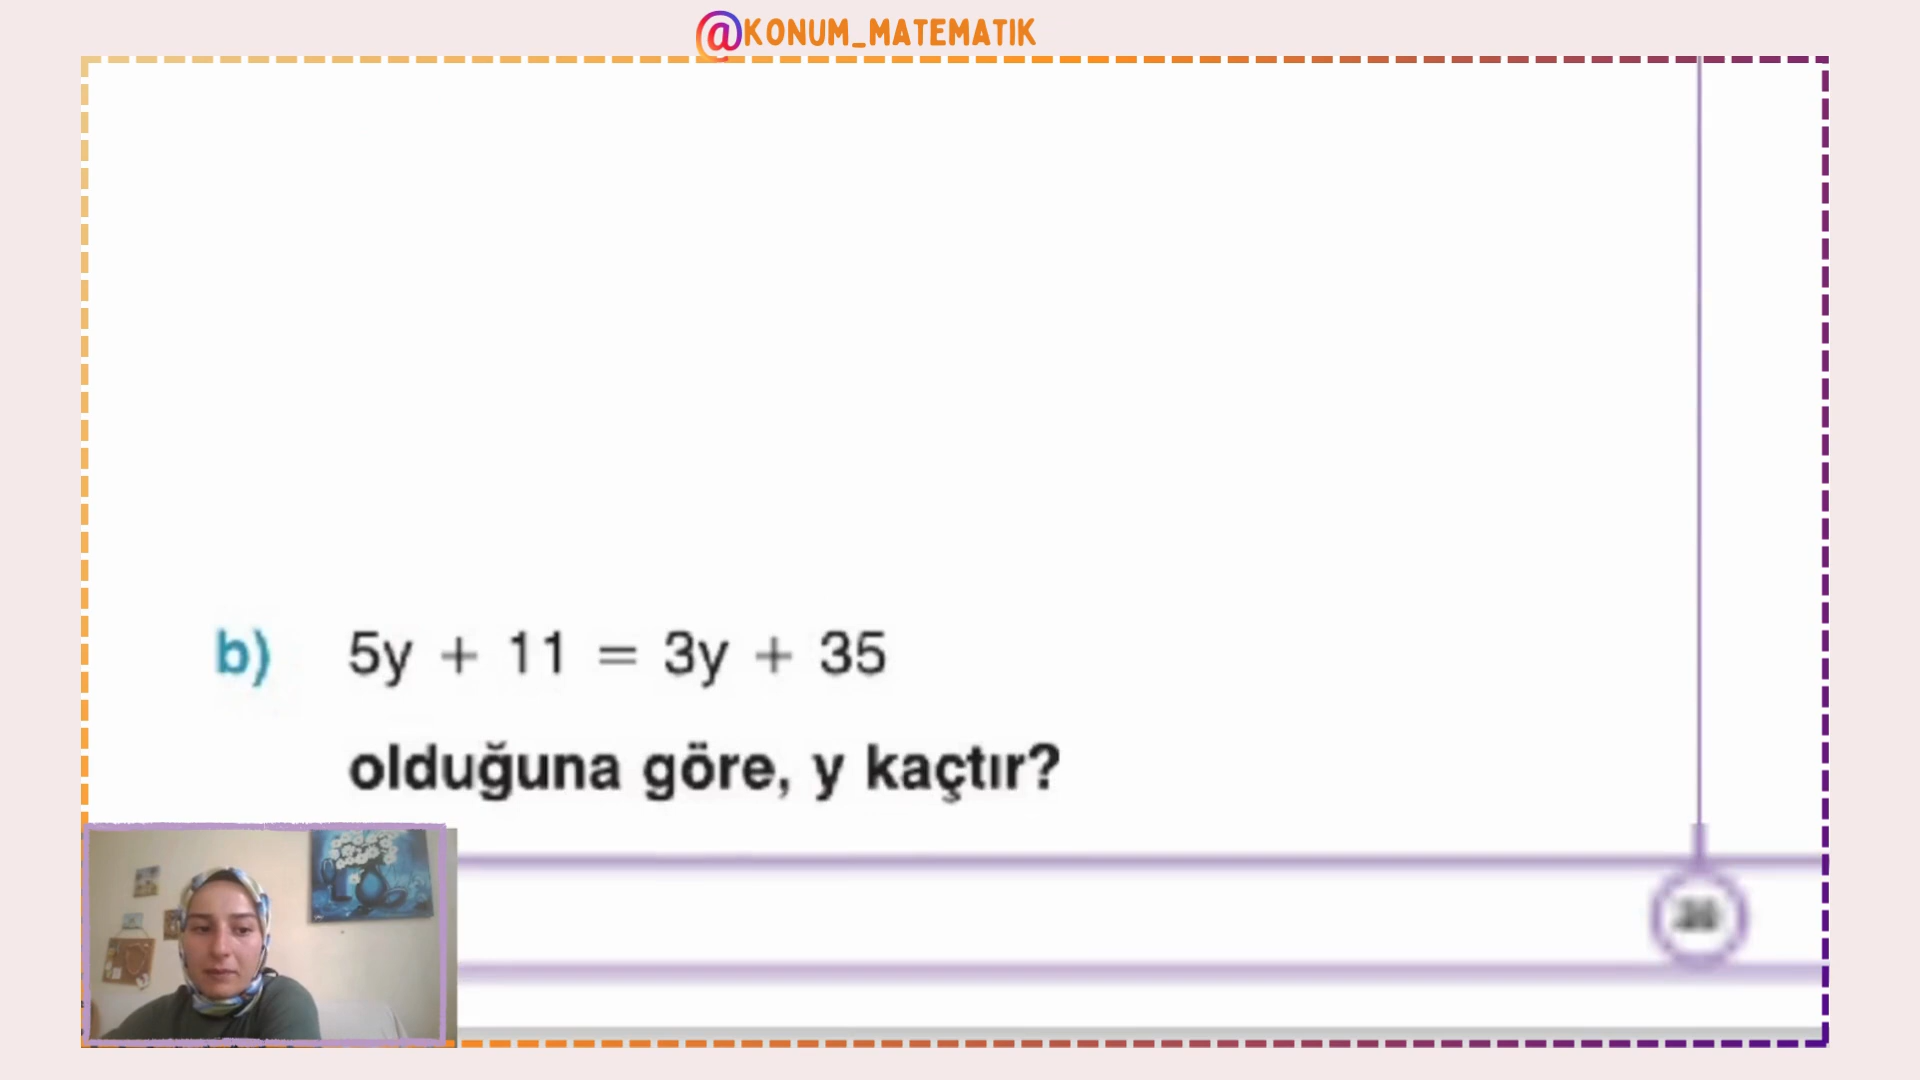 @KONUM_MATEMATIK
b) 5y + 11 = 3y + 35
olduğuna göre, y kaçtır?